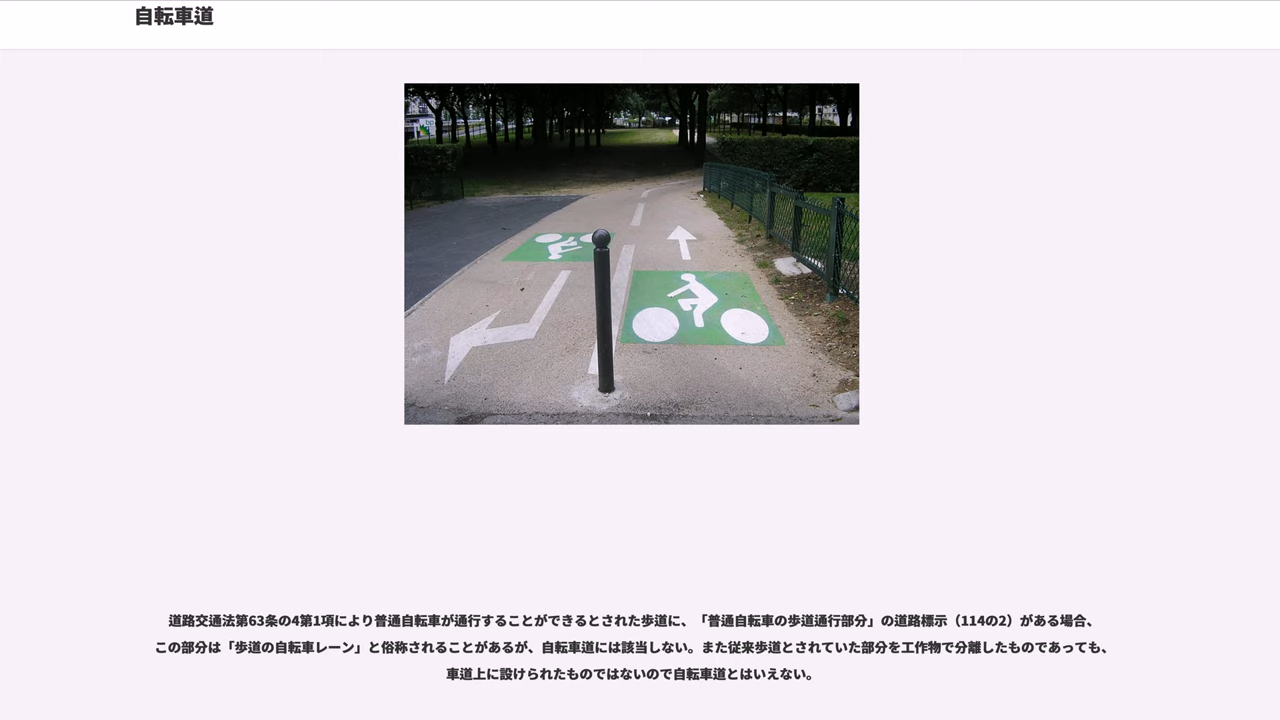 自転車道
道路交通法第63条の4第1項により普通自転車が通行することができるとされた歩道に、「普通自転車の歩道通行部分」の道路標示（114の2）がある場合、
この部分は「歩道の自転車レーン」と俗称されることがあるが、自転車道には該当しない。また従来歩道とされていた部分を工作物で分離したものであっても、
車道上に設けられたものではないので自転車道とはいえない。